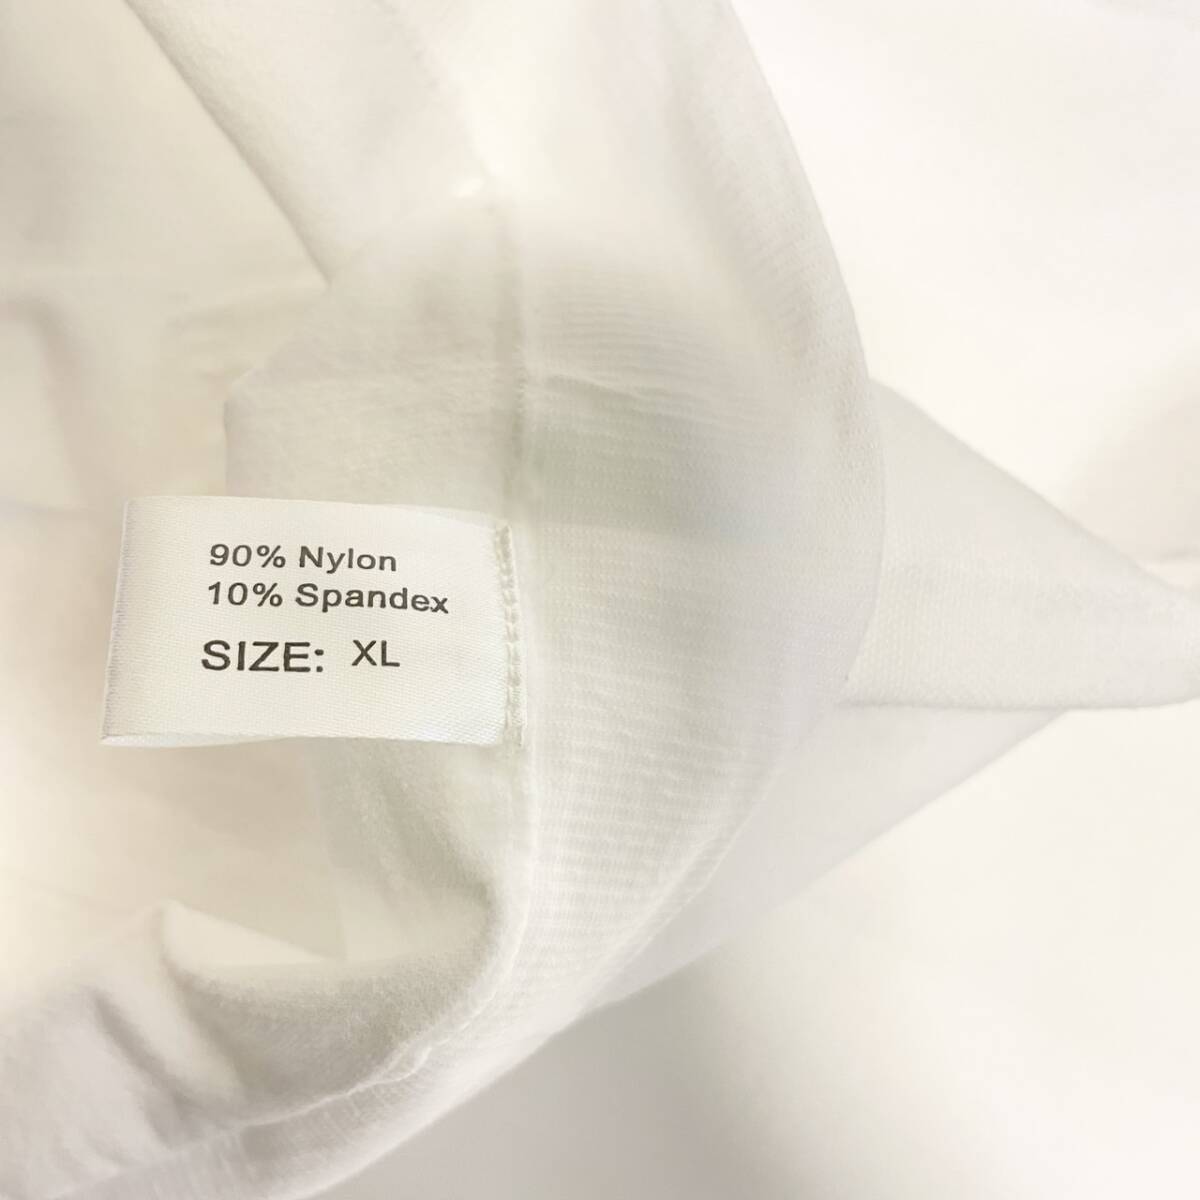 90% Nylon
10% Spandex
SIZE: XL